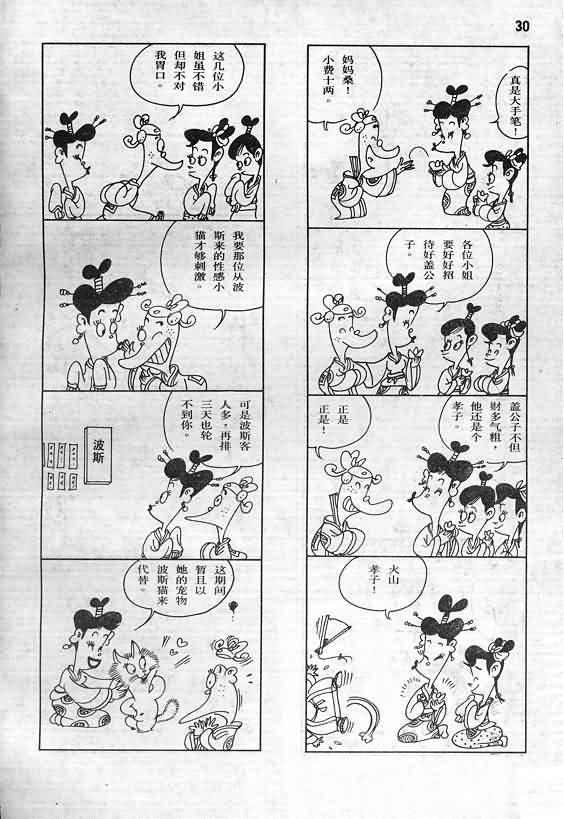 30
妈妈桑！
小费十两。
真是大手笔！
各位小姐
要好好招
待好盖公
子。
盖公子不但
财多气粗，
他还是个
孝子。
正是
正是！
火山
孝子！
这几位小
姐虽不错
但却不对
我胃口。
我要那位从波
斯来的性感小
猫才够刺激。
可是波斯客
人多，再排
三天也轮
不到你。
波斯
这期间
暂且以
她的宠物
波斯猫来
代替。